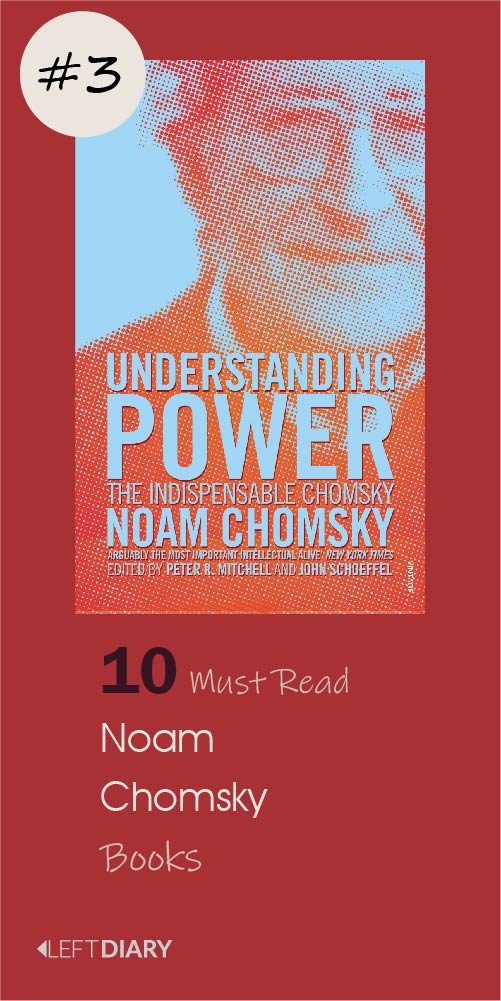 #3
UNDERSTANDING
POWER
THE INDISPENSABLE CHOMSKY
NOAM CHOMSKY
'ARGUABLY THE MOST IMPORTANT INTELLECTUAL ALIVE' NEW YORK TIMES
EDITED BY PETER R. MITCHELL AND JOHN SCHOEFFEL
VINTAGE
10 Must Read
Noam
Chomsky
Books
LEFTDIARY